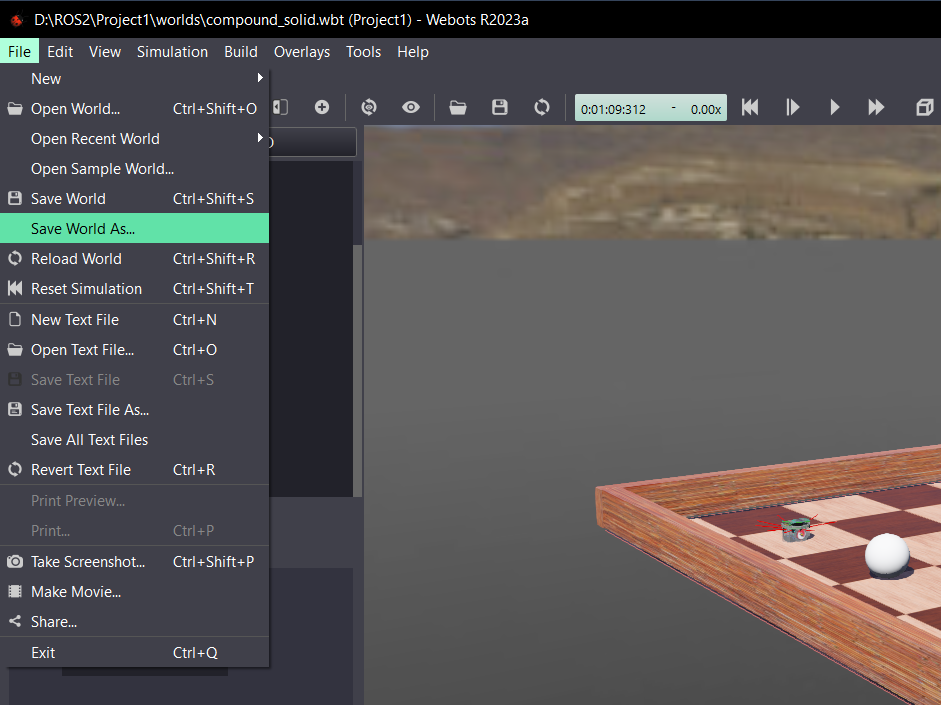 D:\ROS2\Project1\worlds\compound_solid.wbt (Project1) - Webots R2023a
File Edit View Simulation Build Overlays Tools Help
New
Open World... Ctrl+Shift+O
0:01:09:312 - 0.00x
Open Recent World
Open Sample World...
Save World Ctrl+Shift+S
Save World As...
Reload World Ctrl+Shift+R
Reset Simulation Ctrl+Shift+T
New Text File Ctrl+N
Open Text File... Ctrl+O
Save Text File Ctrl+S
Save Text File As...
Save All Text Files
Revert Text File Ctrl+R
Print Preview...
Print... Ctrl+P
Take Screenshot... Ctrl+Shift+P
Make Movie...
Share...
Exit Ctrl+Q